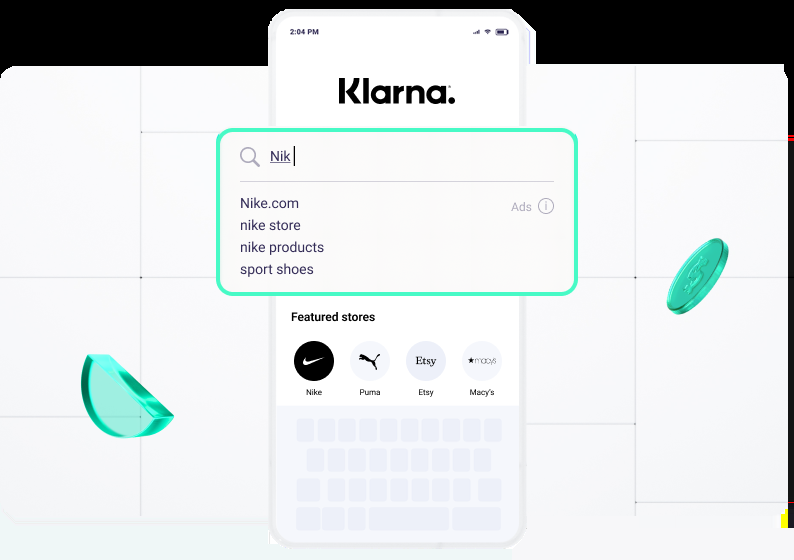 2:04 PM
Klarna.
Nik
Nike.com
Ads
nike store
nike products
sport shoes
Featured stores
Etsy
★macys
Nike
Puma
Etsy
Macy's